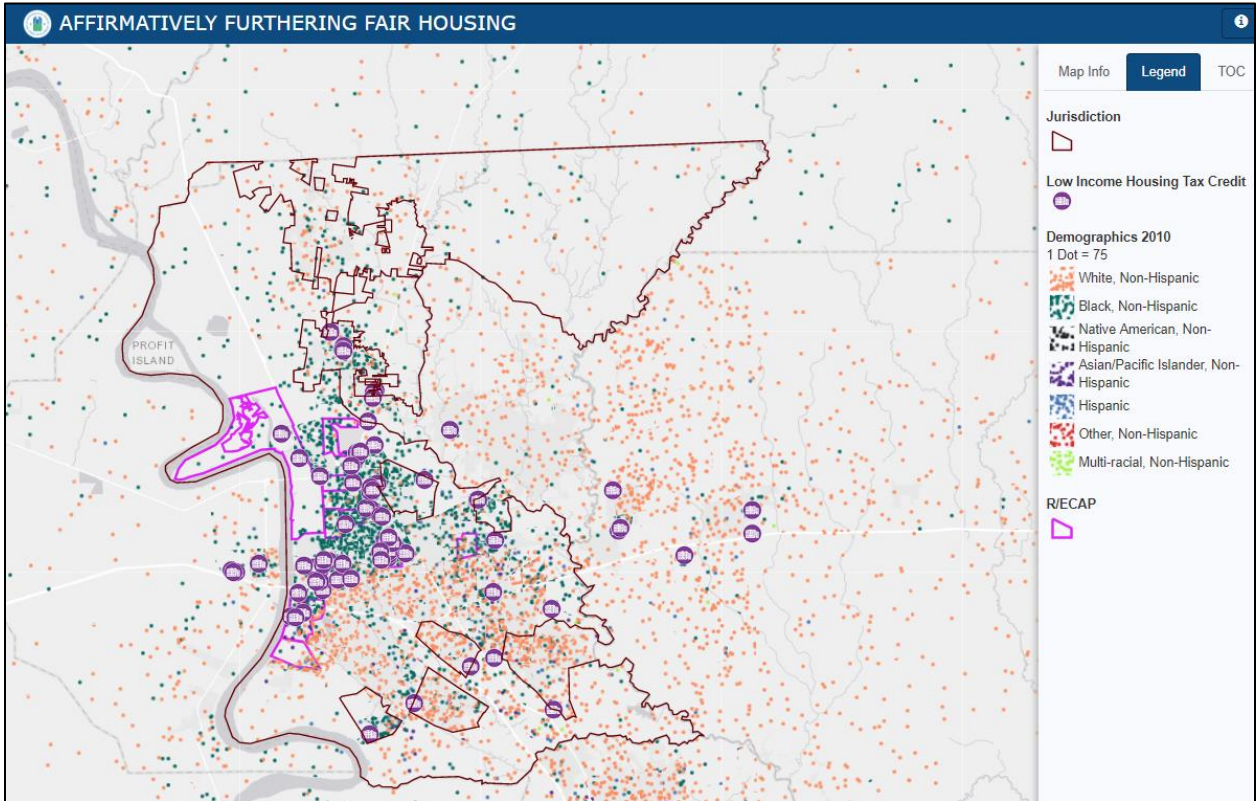 AFFIRMATIVELY FURTHERING FAIR HOUSING
Map Info
Legend
TOC
Jurisdiction
Low Income Housing Tax Credit
Demographics 2010
1 Dot = 75
White, Non-Hispanic
Black, Non-Hispanic
Native American, Non-
Hispanic
Asian/Pacific Islander, Non-
Hispanic
Hispanic
Other, Non-Hispanic
Multi-racial, Non-Hispanic
R/ECAP
PROFIT
ISLAND